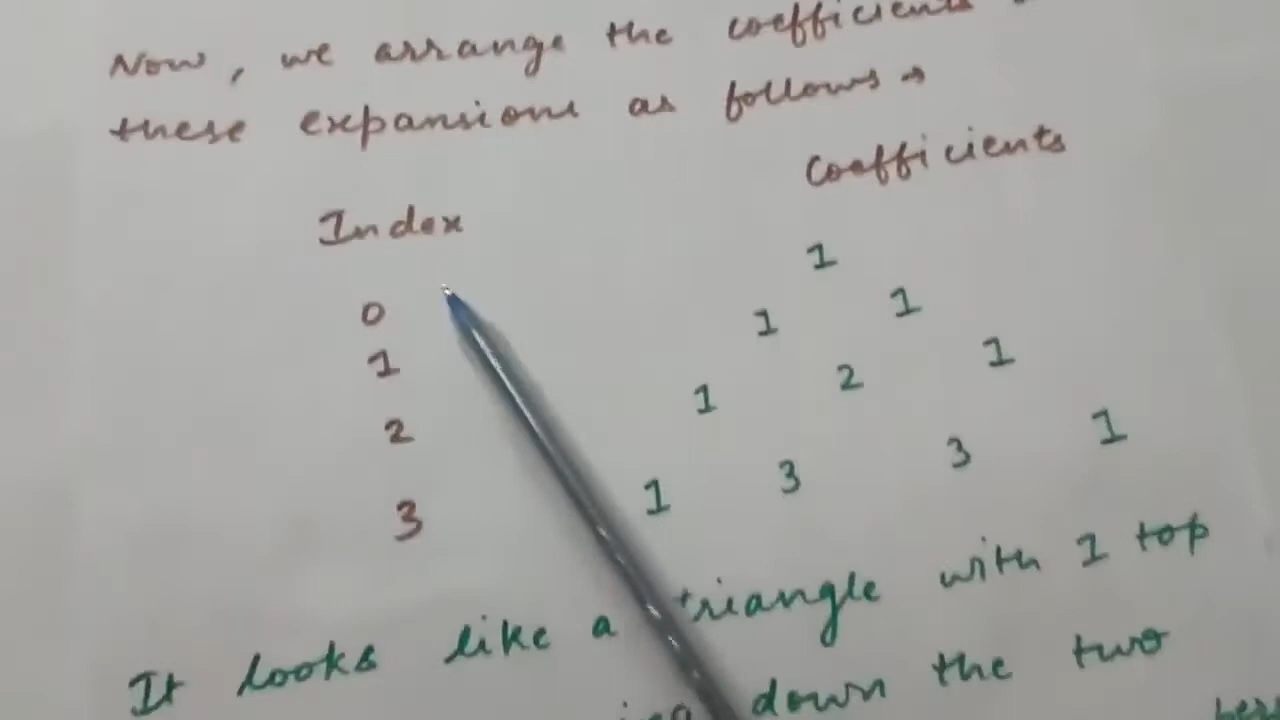 Now, we arrange the coefficients
these expansions as follows →
Coefficients
Index
0 1
1 1 1
2 1 2 1
3 1 3 3 1
It looks like a triangle with 1 top
down the two